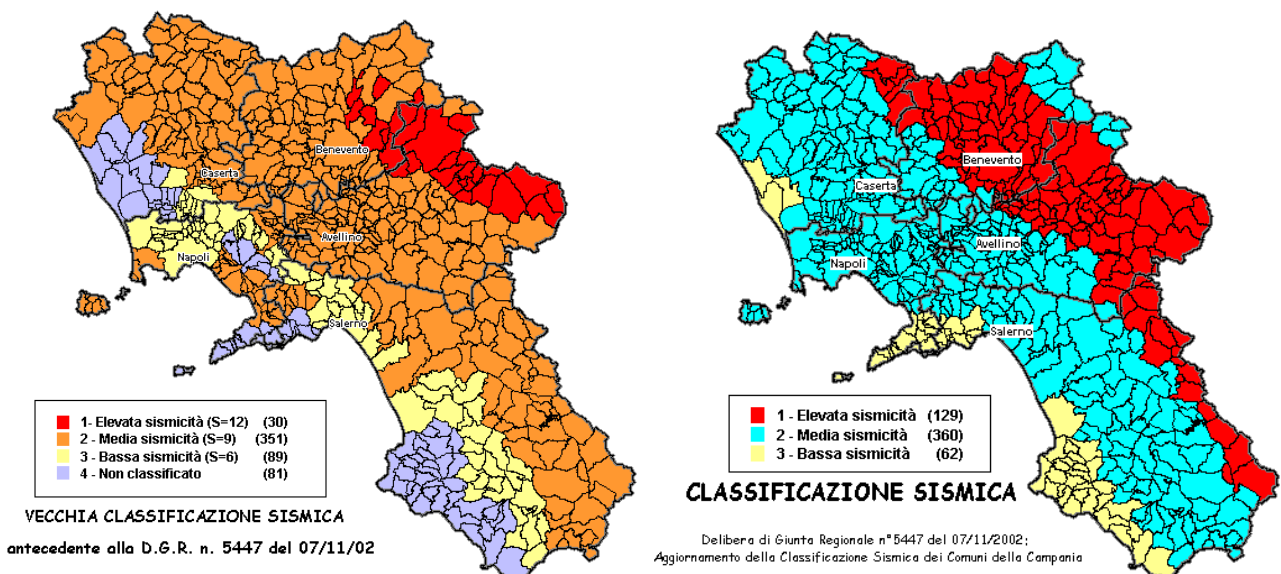 Benevento
Caserta
Avellino
Napoli
Salerno
1- Elevata sismicità (S=12) (30)
2 - Media sismicità (S=9) (351)
3 - Bassa sismicità (S=6) (89)
4 - Non classificato (81)
VECCHIA CLASSIFICAZIONE SISMICA
antecedente alla D.G.R. n. 5447 del 07/11/02
Benevento
Caserta
Avellino
Napoli
Salerno
1 - Elevata sismicità (129)
2 - Media sismicità (360)
3 - Bassa sismicità (62)
CLASSIFICAZIONE SISMICA
Delibera di Giunta Regionale n°5447 del 07/11/2002;
Aggiornamento della Classificazione Sismica dei Comuni della Campania